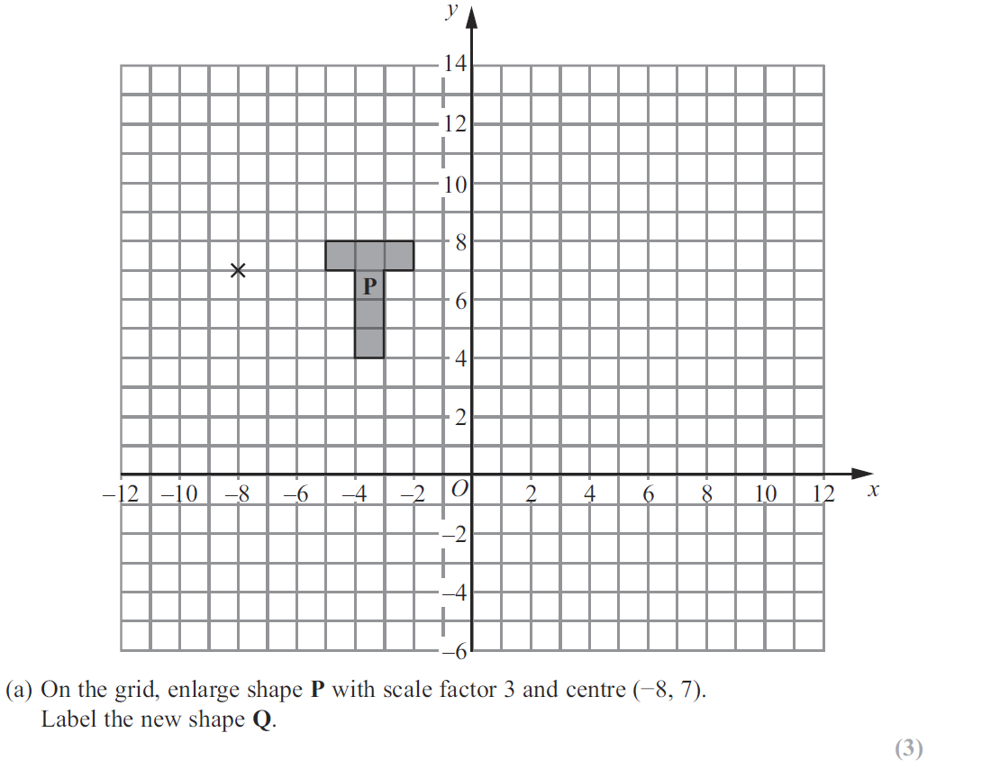 y
14
12
10
8
P
6
4
2
–12 –10 –8 –6 –4 –2 O 2 4 6 8 10 12 x
–2
–4
–6
(a) On the grid, enlarge shape P with scale factor 3 and centre (−8, 7).
Label the new shape Q.
(3)